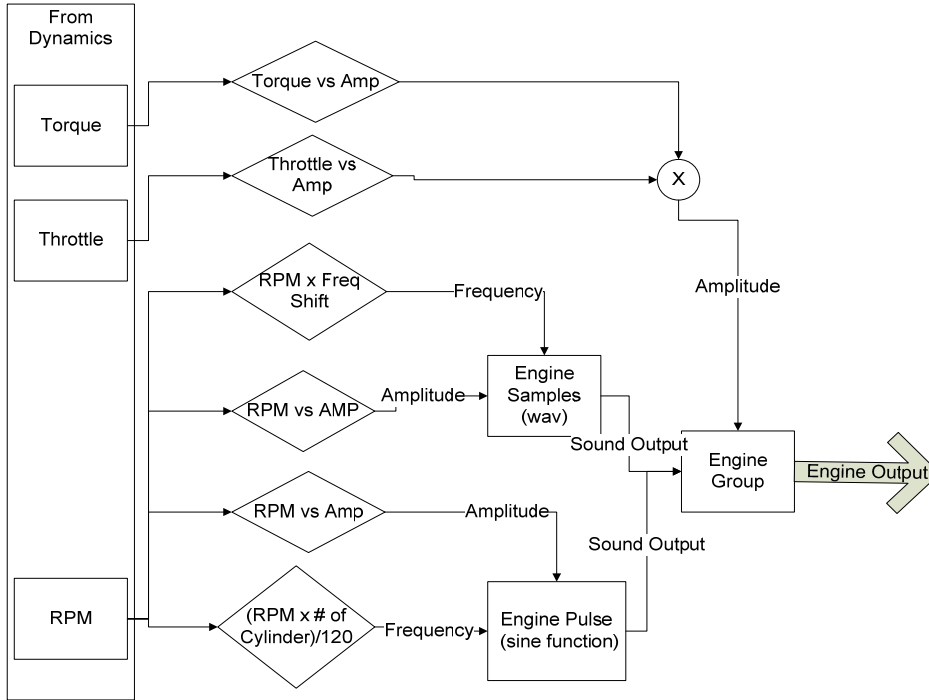 From
Dynamics
Torque
Throttle
RPM
Torque vs Amp
Throttle vs
Amp
X
RPM x Freq
Shift
Frequency
Amplitude
RPM vs AMP
Amplitude
Engine
Samples
(wav)
Sound Output
Engine
Group
Engine Output
RPM vs Amp
Amplitude
Sound Output
(RPM x # of
Cylinder)/120
Frequency
Engine Pulse
(sine function)